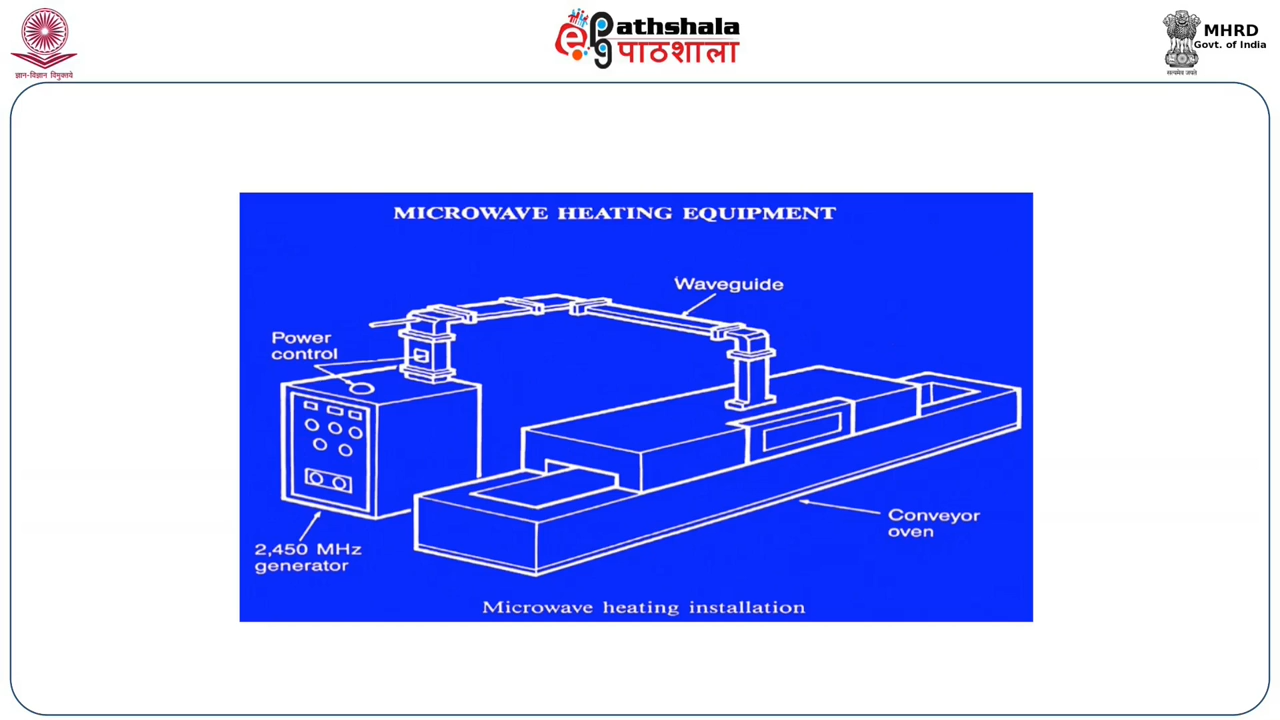 ज्ञान-विज्ञान विमुक्तये
ePathshala
पाठशाला
MHRD
Govt. of India
सत्यमेव जयते
MICROWAVE HEATING EQUIPMENT
Waveguide
Power
control
Conveyor
oven
2,450 MHz
generator
Microwave heating installation